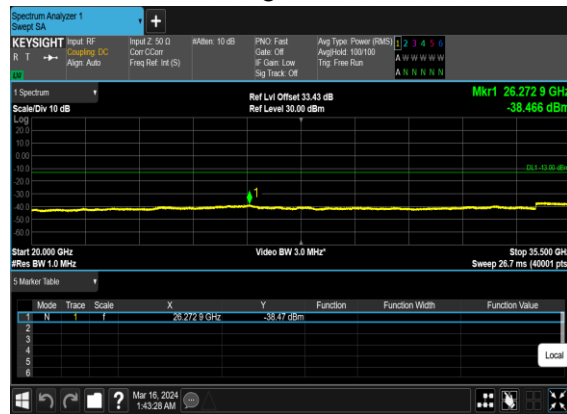 Spectrum Analyzer 1
Swept SA
+
KEYSIGHT Input: RF Input Z: 50 Ω #Atten: 10 dB PNO: Fast Avg Type: Power (RMS) 1 2 3 4 5 6
R T Coupling: DC Corr CCorr Gate: Off Avg|Hold: 100/100 A W W W W W
Align: Auto Freq Ref: Int (S) IF Gain: Low Trig: Free Run
Sig Track: Off A N N N N N
1 Spectrum Ref Lvl Offset 33.43 dB Mkr1 26.272 9 GHz
Scale/Div 10 dB Ref Level 30.00 dBm -38.466 dBm
Log
20.0
10.0
0.00
-10.0
DL1 -13.00 dBm
-20.0
-30.0
1
-40.0
-50.0
-60.0
Start 20.000 GHz Video BW 3.0 MHz* Stop 35.500 GHz
#Res BW 1.0 MHz Sweep 26.7 ms (40001 pts
5 Marker Table
Mode Trace Scale X Y Function Function Width Function Value
1 N 1 f 26.272 9 GHz -38.47 dBm
2
3
4
5
6
Local
? Mar 16, 2024
1:43:28 AM